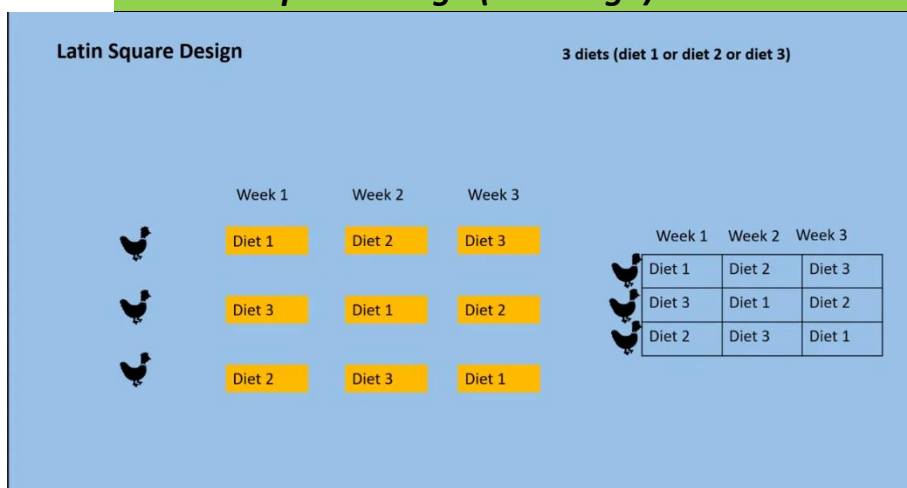 Latin Square Design
3 diets (diet 1 or diet 2 or diet 3)
Week 1 Week 2 Week 3
Diet 1 Diet 2 Diet 3
Diet 3 Diet 1 Diet 2
Diet 2 Diet 3 Diet 1
Week 1 Week 2 Week 3
Diet 1 Diet 2 Diet 3
Diet 3 Diet 1 Diet 2
Diet 2 Diet 3 Diet 1